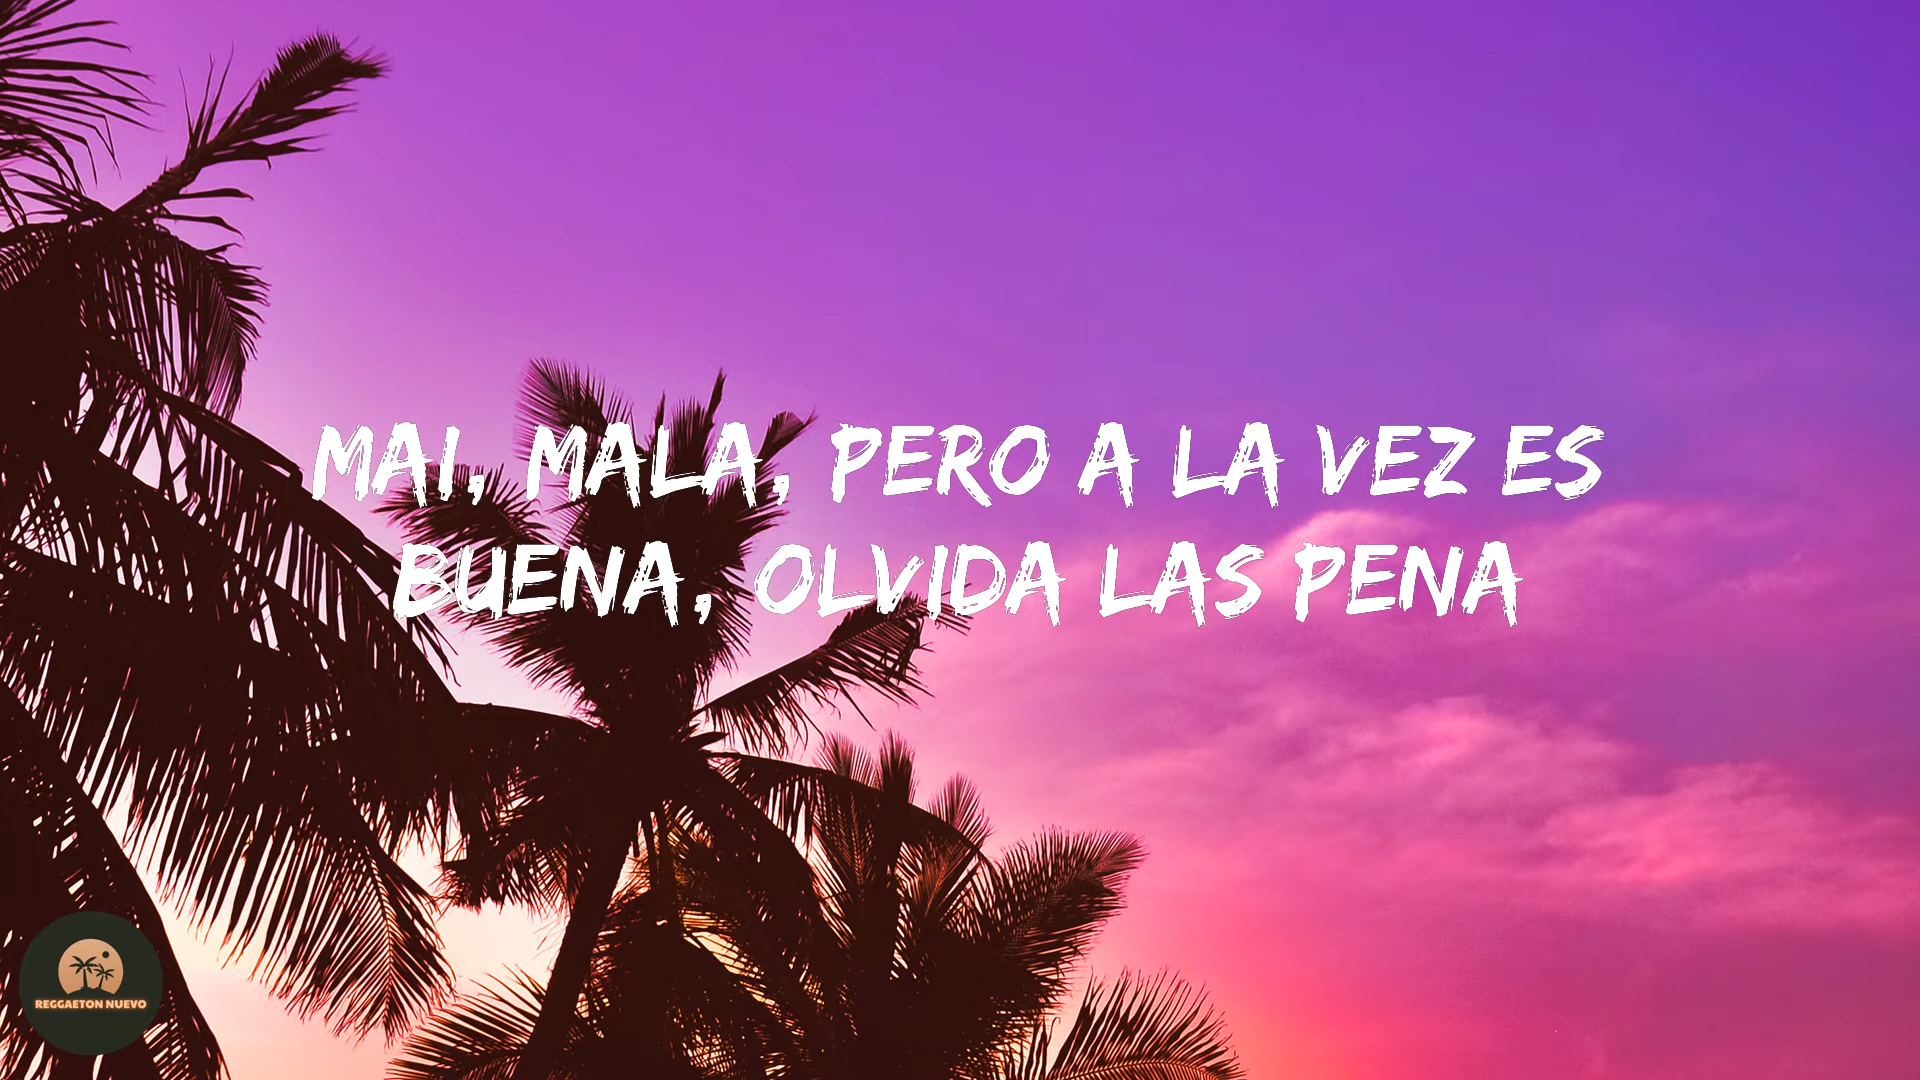 MAI, MALA, PERO A LA VEZ ES
BUENA, OLVIDA LAS PENA
REGGAETON NUEVO